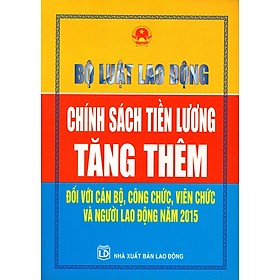 BỘ LUẬT LAO ĐỘNG
CHÍNH SÁCH TIỀN LƯƠNG
TĂNG THÊM
ĐỐI VỚI CÁN BỘ, CÔNG CHỨC, VIÊN CHỨC
VÀ NGƯỜI LAO ĐỘNG NĂM 2015
LĐ
NHÀ XUẤT BẢN LAO ĐỘNG